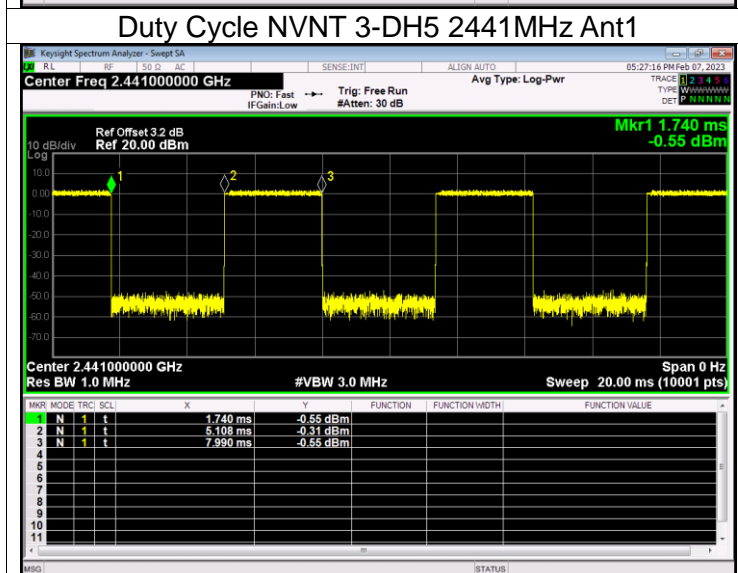 Duty Cycle NVNT 3-DH5 2441MHz Ant1
Keysight Spectrum Analyzer - Swept SA
RL RF 50 Ω AC SENSE:INT ALIGN AUTO 05:27:16 PM Feb 07, 2023
Center Freq 2.441000000 GHz Avg Type: Log-Pwr TRACE 1 2 3 4 5 6
PNO: Fast Trig: Free Run TYPE WWWWWW
IFGain:Low #Atten: 30 dB DET P N N N N N
Mkr1 1.740 ms
Ref Offset 3.2 dB -0.55 dBm
10 dB/div Ref 20.00 dBm
Log
10.0
0.00
-10.0
-20.0
-30.0
-40.0
-50.0
-60.0
-70.0
1 2 3
Center 2.441000000 GHz Span 0 Hz
Res BW 1.0 MHz #VBW 3.0 MHz Sweep 20.00 ms (10001 pts)
MKR MODE TRC SCL X Y FUNCTION FUNCTION WIDTH FUNCTION VALUE
1 N 1 t 1.740 ms -0.55 dBm
2 N 1 t 5.108 ms -0.31 dBm
3 N 1 t 7.990 ms -0.55 dBm
4
5
6
7
8
9
10
11
MSG STATUS